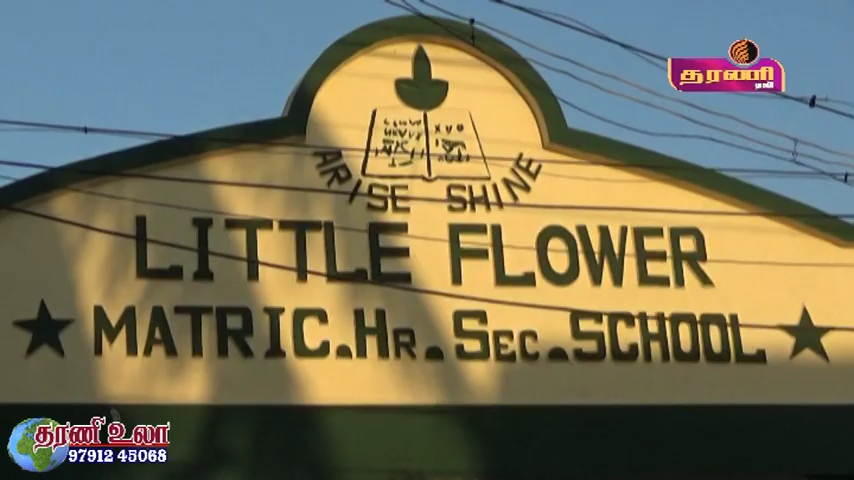 தரணி
ARISE SHINE
LITTLE FLOWER
MATRIC. HR. SEC. SCHOOL
தரணி உலா
97912 45068